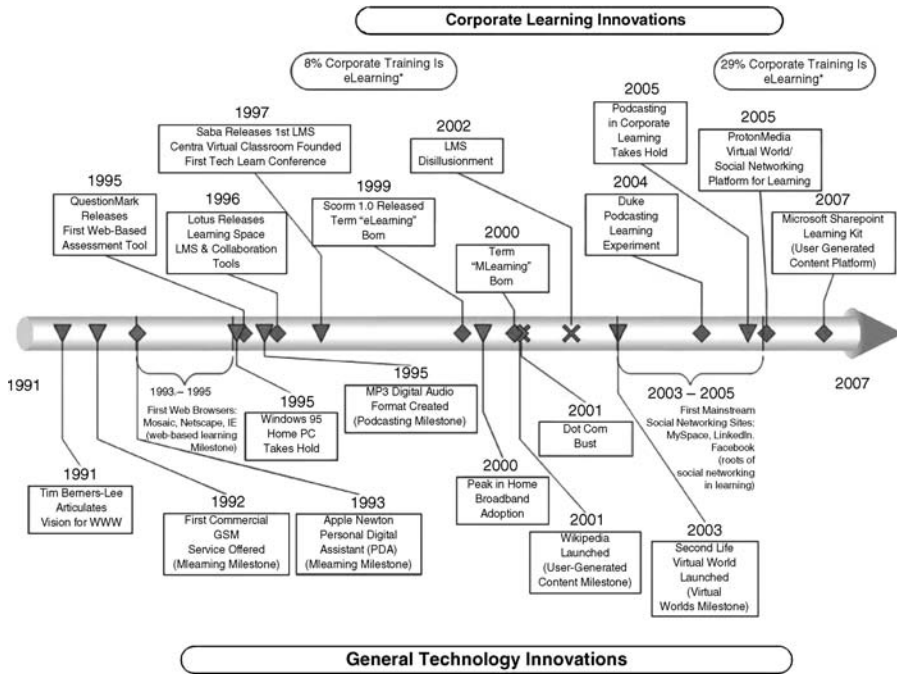 Corporate Learning Innovations
8% Corporate Training Is
eLearning*
29% Corporate Training Is
eLearning*
1995
QuestionMark
Releases
First Web-Based
Assessment Tool
1996
Lotus Releases
Learning Space
LMS & Collaboration
Tools
1997
Saba Releases 1st LMS
Centra Virtual Classroom Founded
First Tech Learn Conference
1999
Scorm 1.0 Released
Term “eLearning”
Born
2002
LMS
Disillusionment
2000
Term
“MLearning”
Born
2005
Podcasting
in Corporate
Learning
Takes Hold
2004
Duke
Podcasting
Learning
Experiment
2005
ProtonMedia
Virtual World/
Social Networking
Platform for Learning
2007
Microsoft Sharepoint
Learning Kit
(User Generated
Content Platform)
1991
2007
1993 – 1995
First Web Browsers:
Mosaic, Netscape, IE
(web-based learning
Milestone)
1991
Tim Berners-Lee
Articulates
Vision for WWW
1992
First Commercial
GSM
Service Offered
(Mlearning Milestone)
1993
Apple Newton
Personal Digital
Assistant (PDA)
(Mlearning Milestone)
1995
Windows 95
Home PC
Takes Hold
1995
MP3 Digital Audio
Format Created
(Podcasting Milestone)
2000
Peak in Home
Broadband
Adoption
2001
Dot Com
Bust
2001
Wikipedia
Launched
(User-Generated
Content Milestone)
2003 – 2005
First Mainstream
Social Networking Sites:
MySpace, LinkedIn.
Facebook
(roots of
social networking
in learning)
2003
Second Life
Virtual World
Launched
(Virtual
Worlds Milestone)
General Technology Innovations